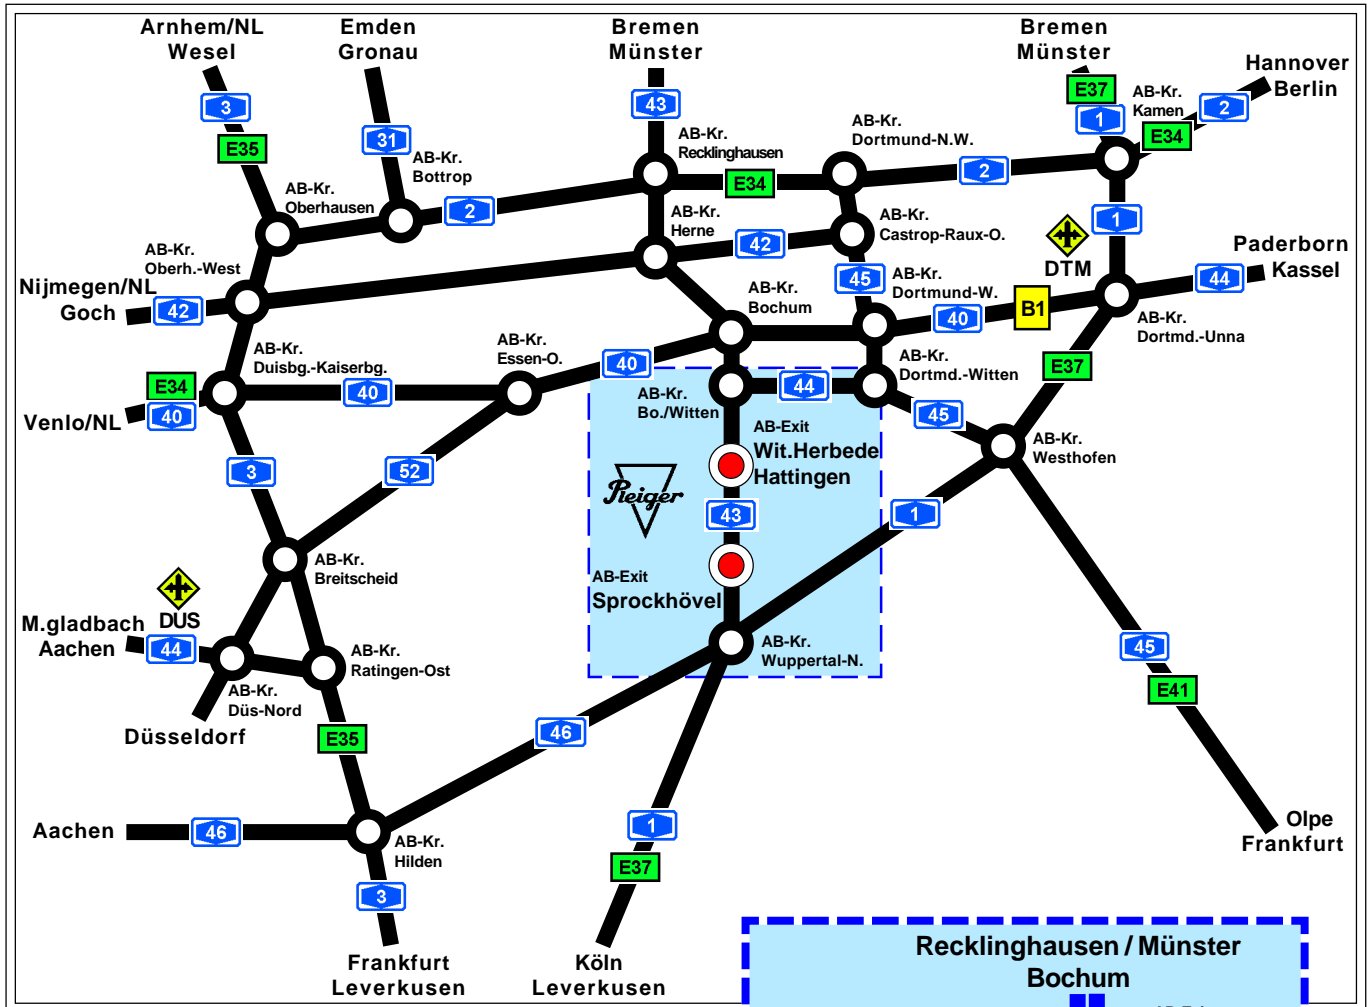 Arnhem/NL
Wesel
Emden
Gronau
Bremen
Münster
Bremen
Münster
Hannover
Berlin
3
E35
31
43
E37
1
AB-Kr.
Kamen
2
E34
AB-Kr.
Bottrop
AB-Kr.
Recklinghausen
AB-Kr.
Dortmund-N.W.
E34
2
AB-Kr.
Oberhausen
2
AB-Kr.
Herne
42
AB-Kr.
Castrop-Raux-O.
1
DTM
AB-Kr.
Oberh.-West
Paderborn
Kassel
44
Nijmegen/NL
Goch
42
45
AB-Kr.
Dortmund-W.
40
B1
AB-Kr.
Bochum
AB-Kr.
Dortmd.-Unna
AB-Kr.
Duisbg.-Kaiserbg.
AB-Kr.
Essen-O.
40
E37
E34
40
Venlo/NL
40
AB-Kr.
Bo./Witten
44
AB-Kr.
Dortmd.-Witten
45
AB-Kr.
Westhofen
3
52
AB-Exit
Wit.Herbede
Hattingen
Pleiger
43
1
AB-Kr.
Breitscheid
AB-Exit
Sprockhövel
DUS
M.gladbach
Aachen
44
AB-Kr.
Ratingen-Ost
AB-Kr.
Wuppertal-N.
45
E41
AB-Kr.
Düs-Nord
Düsseldorf
E35
46
Aachen
46
AB-Kr.
Hilden
1
E37
Olpe
Frankfurt
3
Frankfurt
Leverkusen
Köln
Leverkusen
Recklinghausen / Münster
Bochum